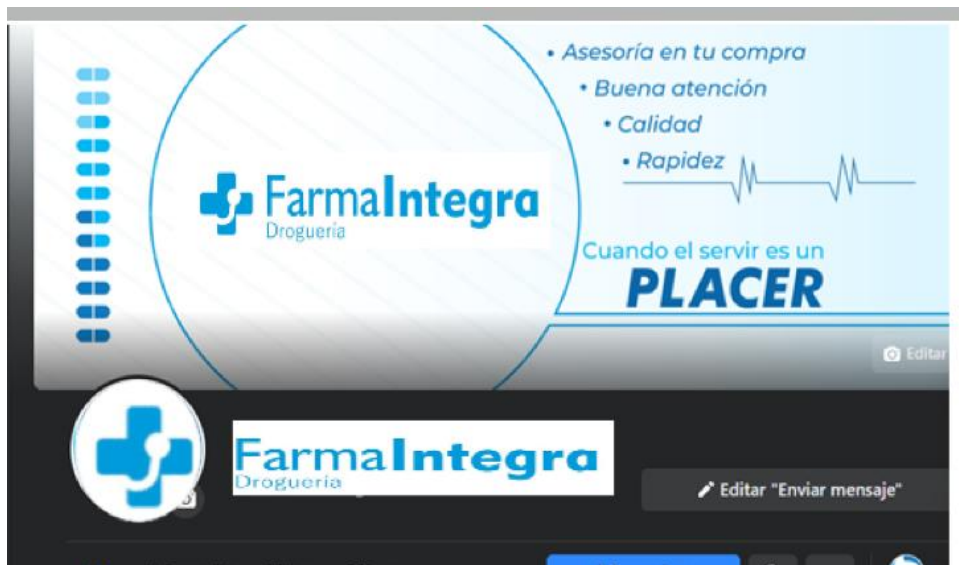 • Asesoría en tu compra
• Buena atención
• Calidad
• Rapidez
FarmaIntegra
Droguería
Cuando el servir es un
PLACER
Editar
FarmaIntegra
Droguería
Editar "Enviar mensaje"